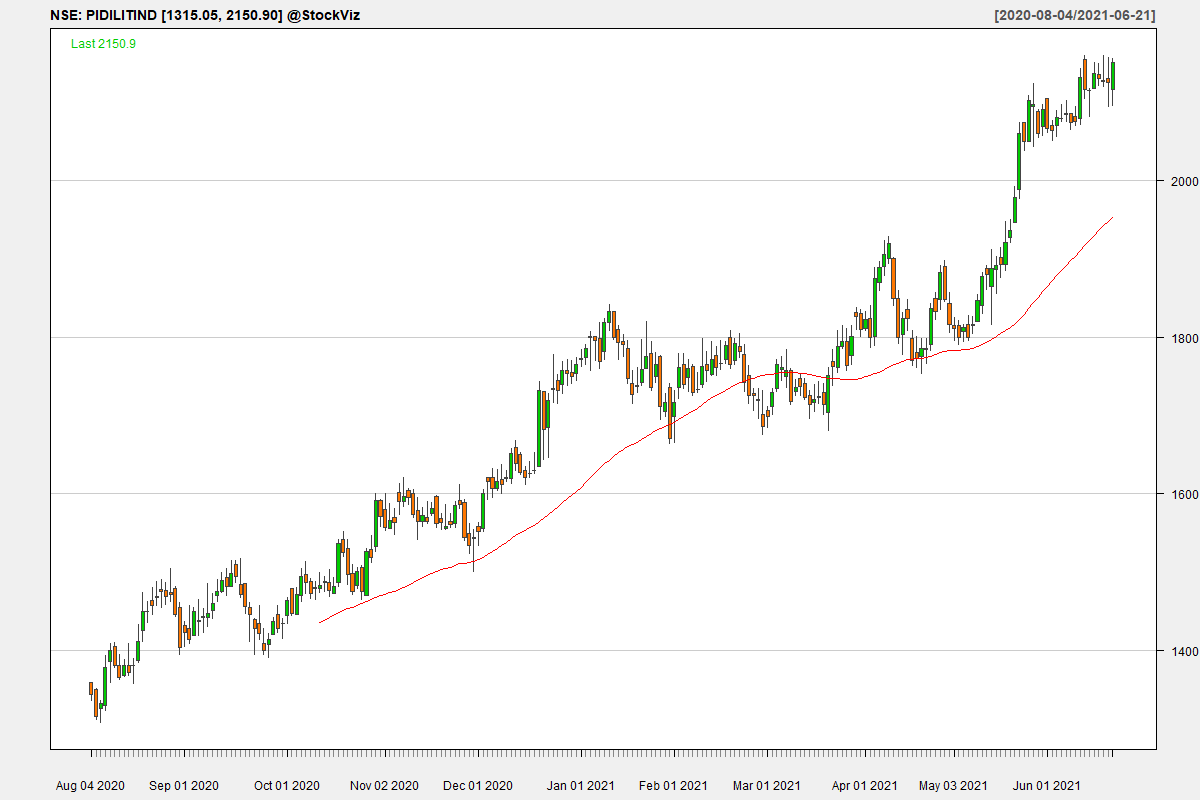 NSE: PIDILITIND [1315.05, 2150.90] @StockViz [2020-08-04/2021-06-21]
Last 2150.9
2000
1800
1600
1400
Aug 04 2020 Sep 01 2020 Oct 01 2020 Nov 02 2020 Dec 01 2020 Jan 01 2021 Feb 01 2021 Mar 01 2021 Apr 01 2021 May 03 2021 Jun 01 2021